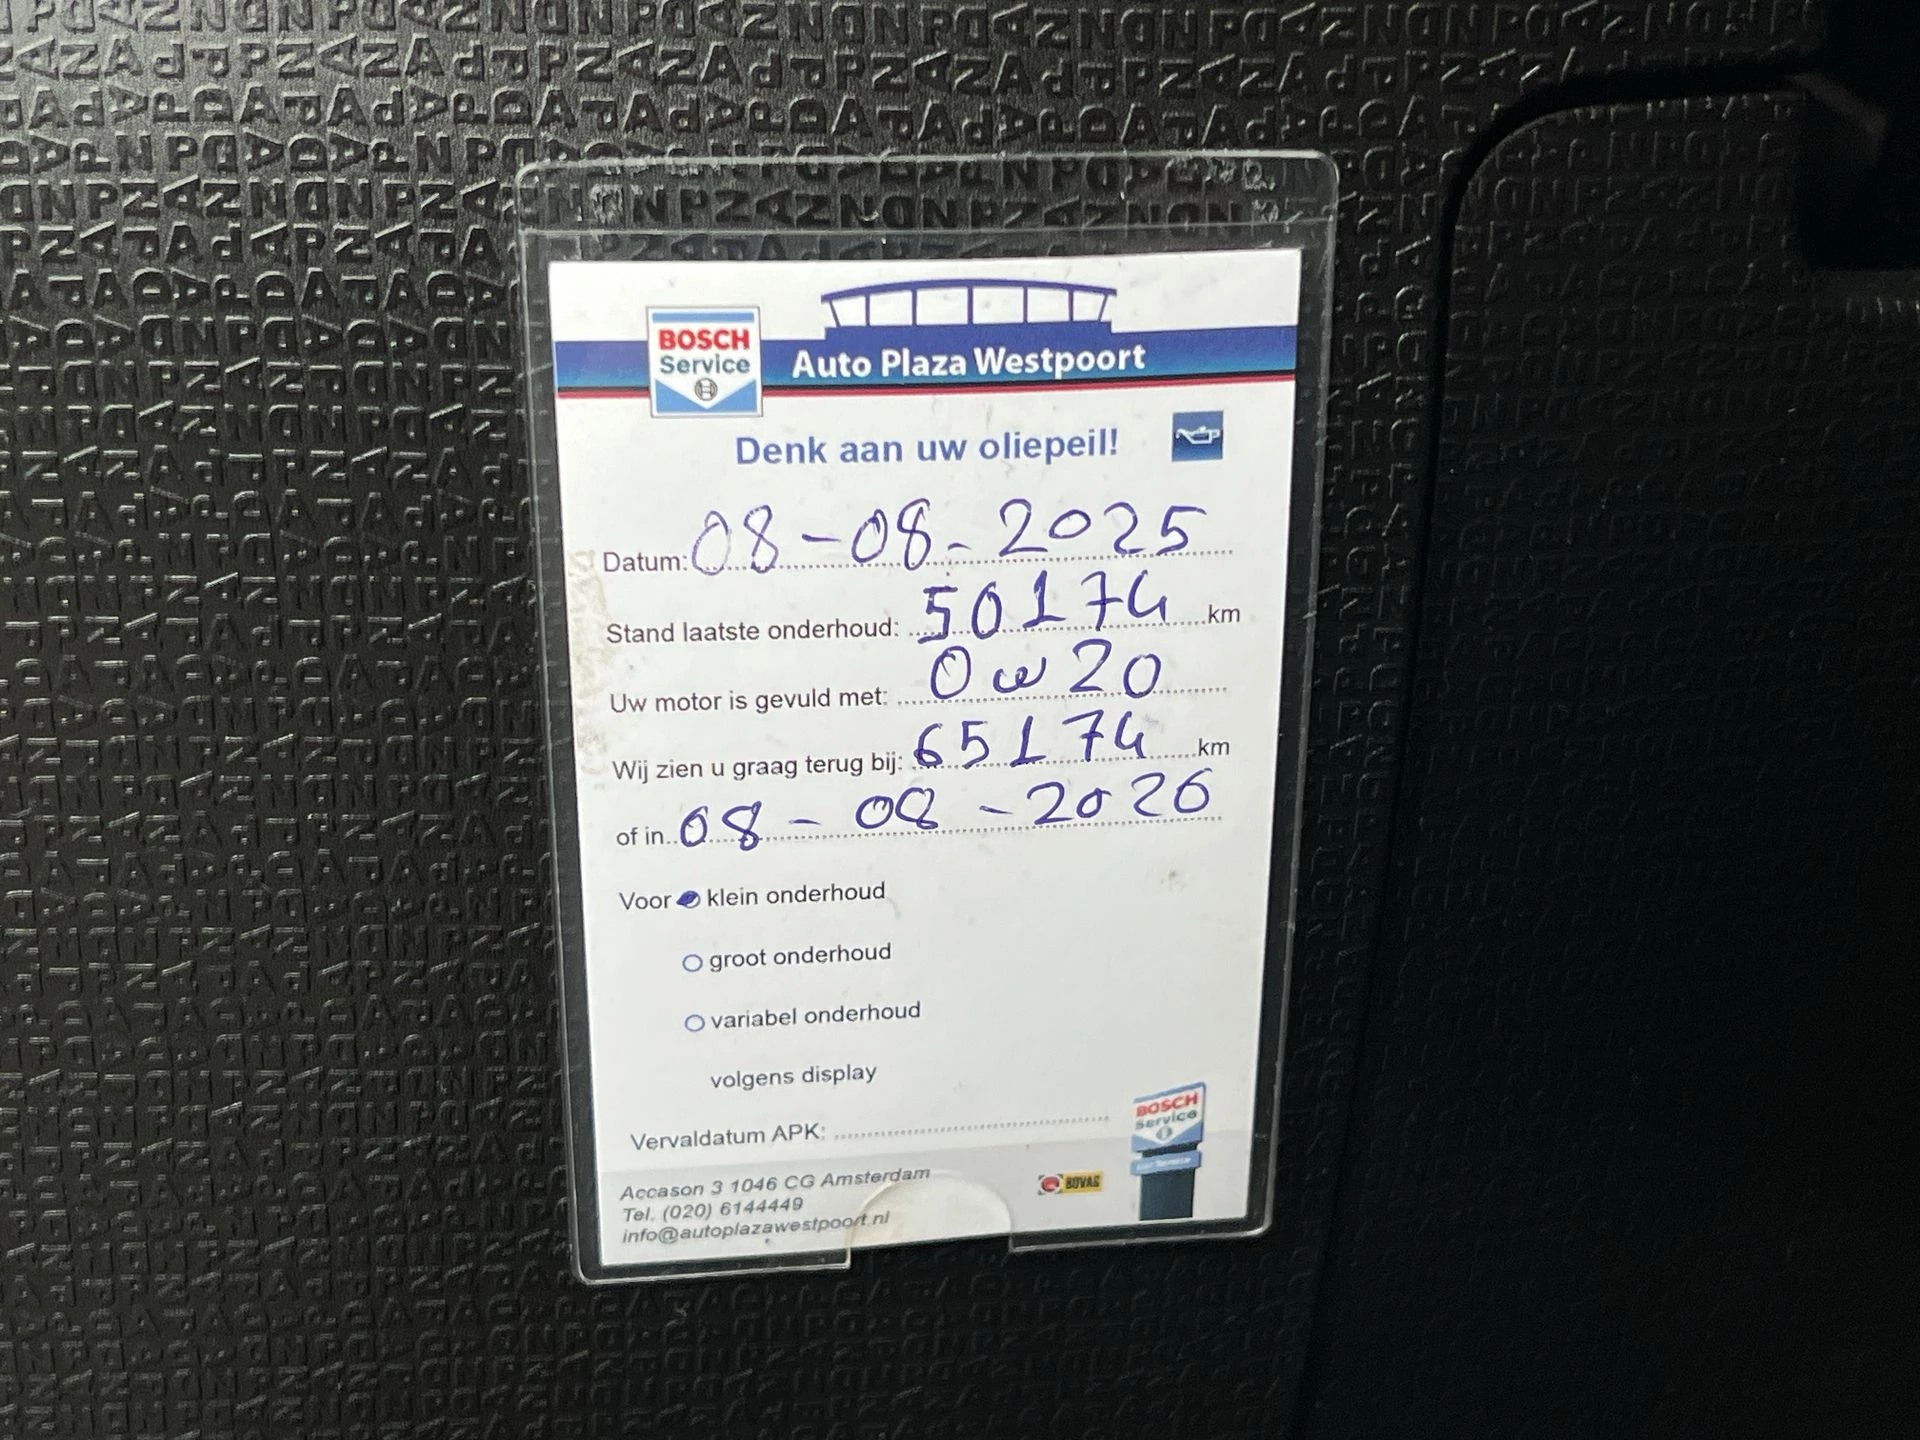 BOSCH
Service
Auto Plaza Westpoort
Denk aan uw oliepeil!
Datum: 08-08-2025
Stand laatste onderhoud: 50174 km
Uw motor is gevuld met: 0w20
Wij zien u graag terug bij: 65174 km
of in 08-08-2026
Voor klein onderhoud
groot onderhoud
variabel onderhoud
volgens display
Vervaldatum APK:
BOSCH
Service
Accason 3 1046 CG Amsterdam
Tel. (020) 6144449
info@autoplazawestpoort.nl
BOVAG